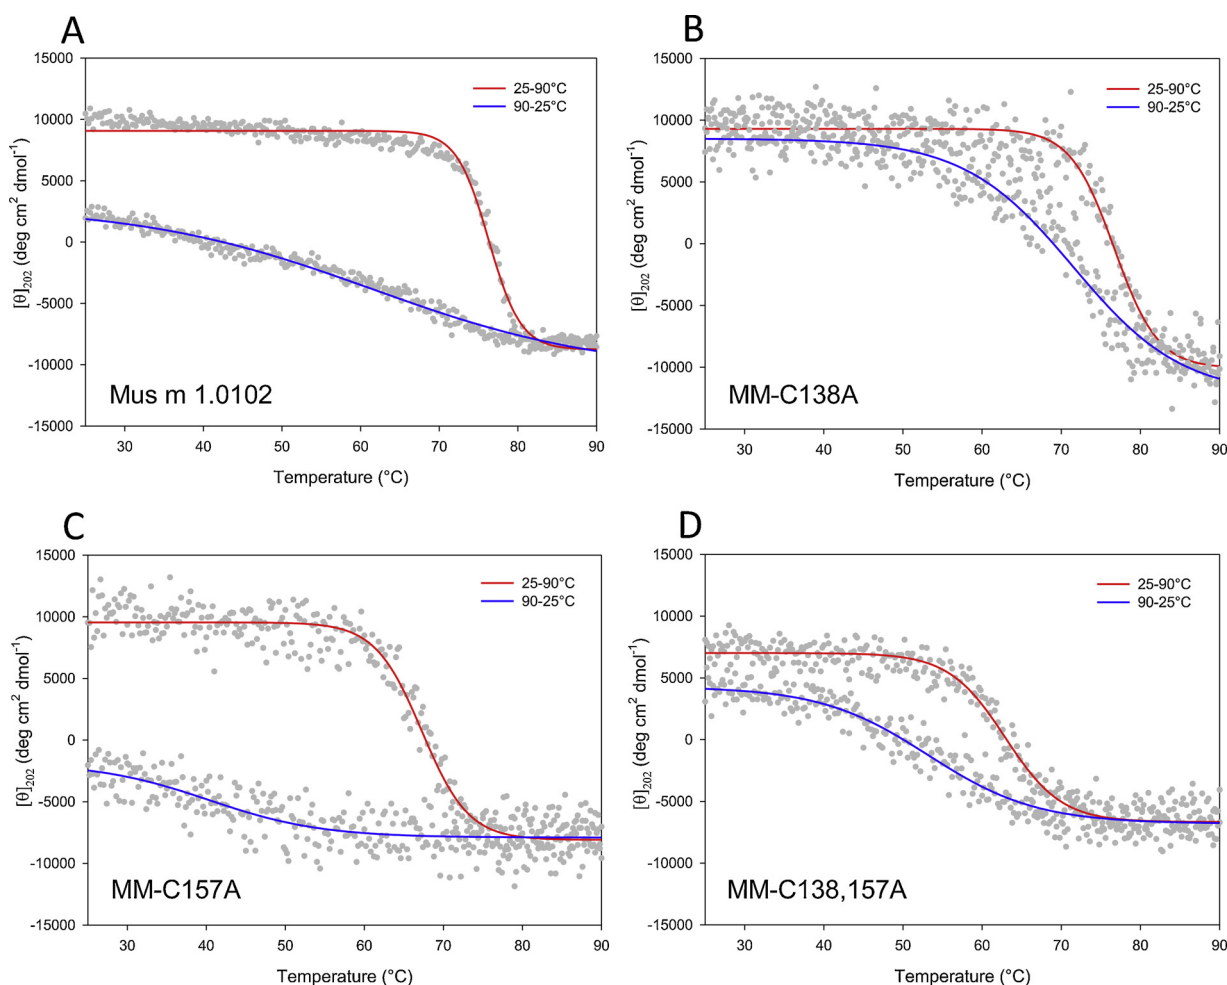 A
15000
10000
5000
0
-5000
-10000
-15000
[θ]202 (deg cm2 dmol-1)
25-90°C
90-25°C
Mus m 1.0102
30 40 50 60 70 80 90
Temperature (°C)
B
15000
10000
5000
0
-5000
-10000
-15000
[θ]202 (deg cm2 dmol-1)
25-90°C
90-25°C
MM-C138A
30 40 50 60 70 80 90
Temperature (°C)
C
15000
10000
5000
0
-5000
-10000
-15000
[θ]202 (deg cm2 dmol-1)
25-90°C
90-25°C
MM-C157A
30 40 50 60 70 80 90
Temperature (°C)
D
15000
10000
5000
0
-5000
-10000
-15000
[θ]202 (deg cm2 dmol-1)
25-90°C
90-25°C
MM-C138,157A
30 40 50 60 70 80 90
Temperature (°C)